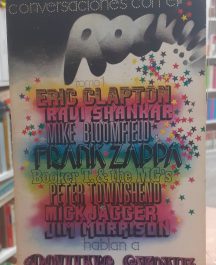 conversaciones con el
ROCK
tomo I
ERIC CLAPTON
RAVI SHANKAR
MIKE BLOOMFIELD
FRANK ZAPPA
Booker T. & the MG's
PETER TOWNSHEND
MICK JAGGER
JIM MORRISON
hablan a